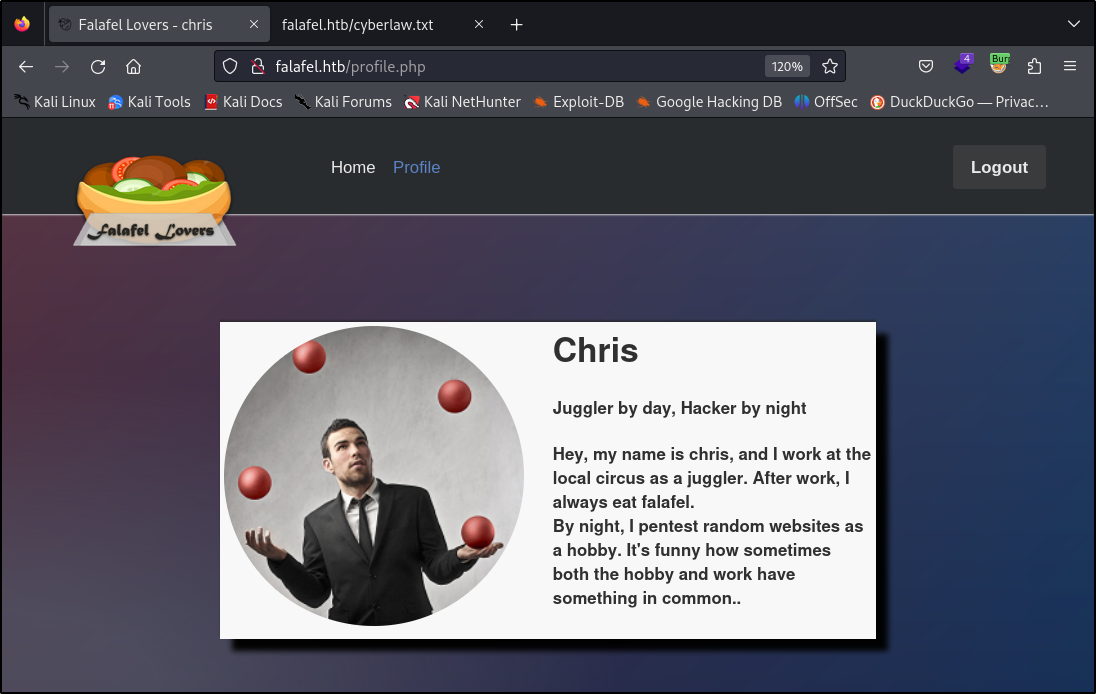 Falafel Lovers - chris
falafel.htb/cyberlaw.txt
falafel.htb/profile.php
120%
4
Bur
Kali Linux
Kali Tools
Kali Docs
Kali Forums
Kali NetHunter
Exploit-DB
Google Hacking DB
OffSec
DuckDuckGo — Privac…
Falafel Lovers
Home
Profile
Logout
Chris
Juggler by day, Hacker by night
Hey, my name is chris, and I work at the
local circus as a juggler. After work, I
always eat falafel.
By night, I pentest random websites as
a hobby. It's funny how sometimes
both the hobby and work have
something in common..